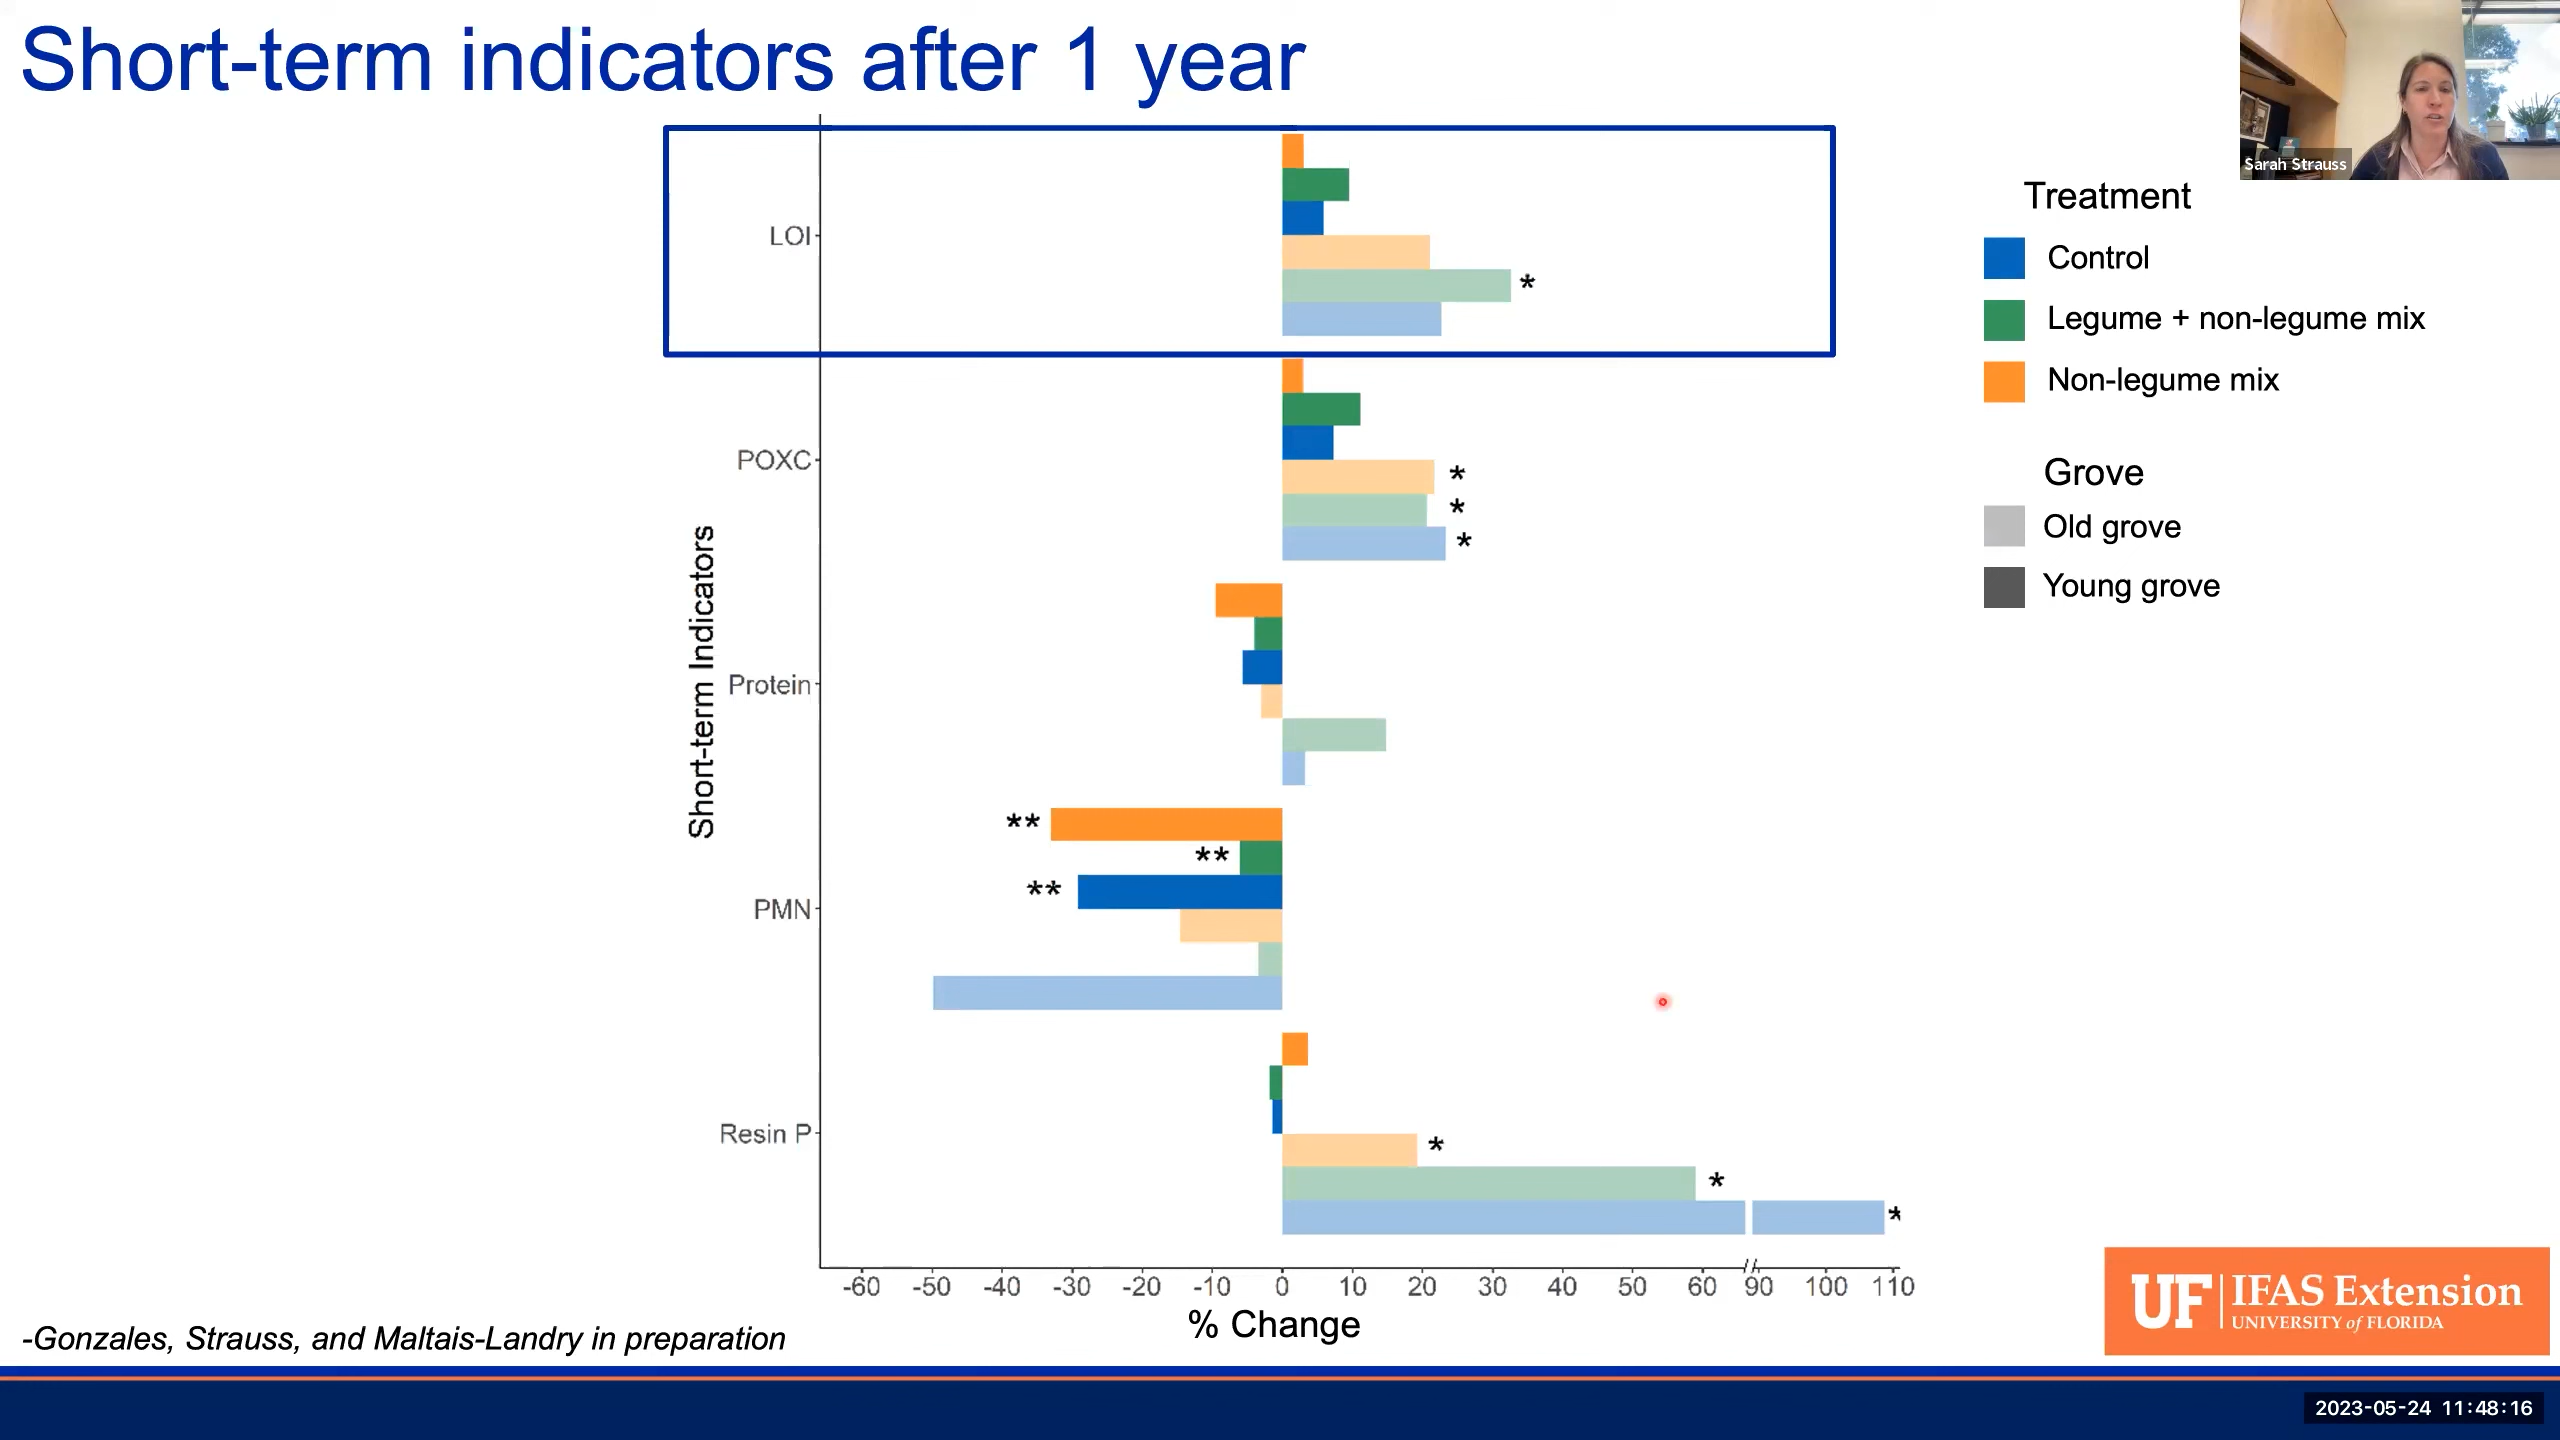 Short-term indicators after 1 year
Sarah Strauss
Treatment
Control
Legume + non-legume mix
Non-legume mix
Grove
Old grove
Young grove
Short-term Indicators
LOI
*
POXC
*
*
*
Protein
PMN
**
**
**
Resin P
*
*
*
-60 -50 -40 -30 -20 -10 0 10 20 30 40 50 60 90 100 110
% Change
-Gonzales, Strauss, and Maltais-Landry in preparation
UF IFAS Extension
UNIVERSITY of FLORIDA
2023-05-24 11:48:16